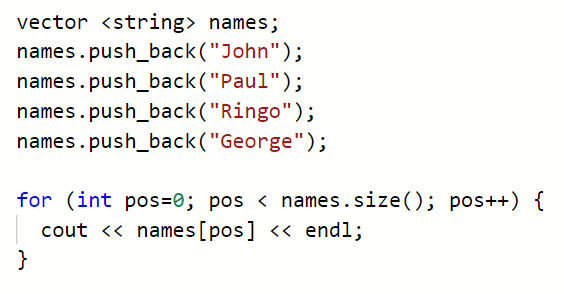 vector <string> names;
names.push_back("John");
names.push_back("Paul");
names.push_back("Ringo");
names.push_back("George");

for (int pos=0; pos < names.size(); pos++) {
  cout << names[pos] << endl;
}